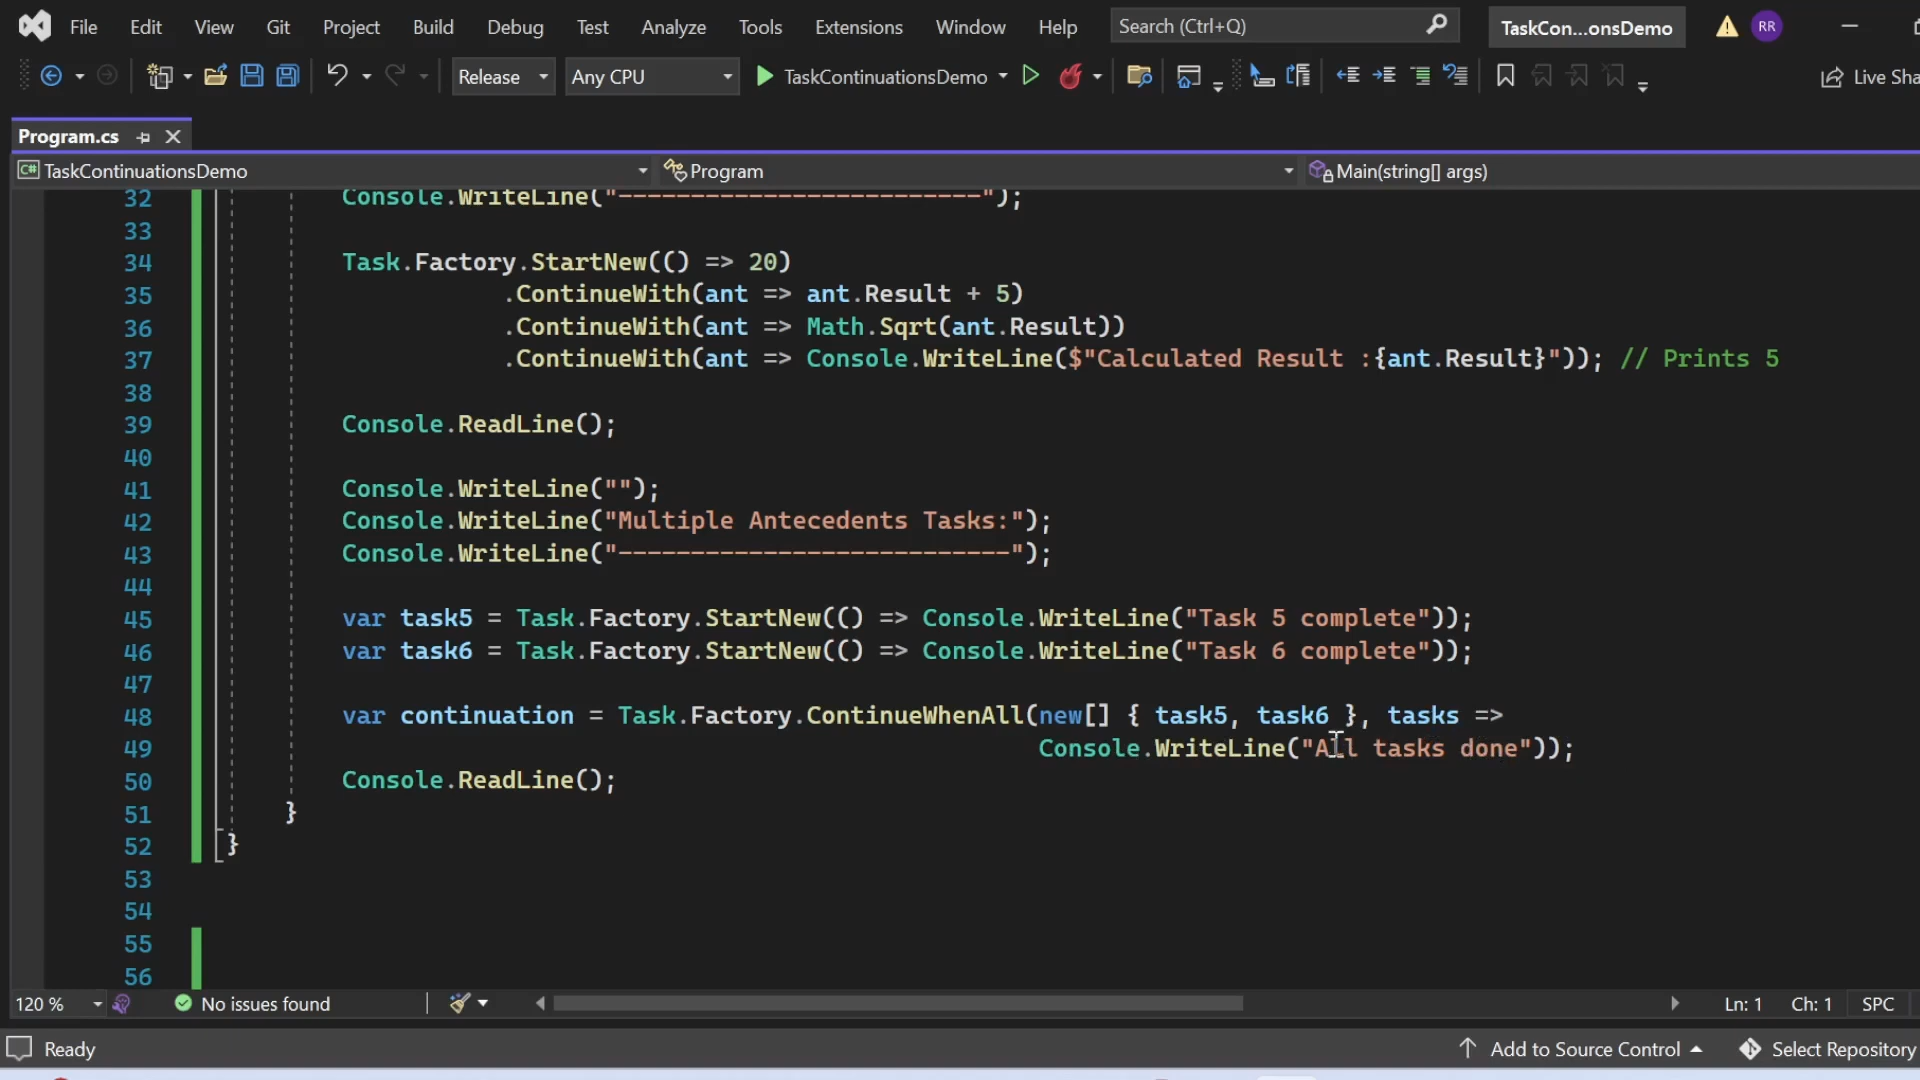 File Edit View Git Project Build Debug Test Analyze Tools Extensions Window Help Search (Ctrl+Q) TaskCon...onsDemo RR
Release Any CPU TaskContinuationsDemo Live Sha
Program.cs
C# TaskContinuationsDemo Program Main(string[] args)
32 Console.WriteLine("-------------------------");
33
34 Task.Factory.StartNew(() => 20)
35 .ContinueWith(ant => ant.Result + 5)
36 .ContinueWith(ant => Math.Sqrt(ant.Result))
37 .ContinueWith(ant => Console.WriteLine($"Calculated Result :{ant.Result}")); // Prints 5
38
39 Console.ReadLine();
40
41 Console.WriteLine("");
42 Console.WriteLine("Multiple Antecedents Tasks:");
43 Console.WriteLine("---------------------------");
44
45 var task5 = Task.Factory.StartNew(() => Console.WriteLine("Task 5 complete"));
46 var task6 = Task.Factory.StartNew(() => Console.WriteLine("Task 6 complete"));
47
48 var continuation = Task.Factory.ContinueWhenAll(new[] { task5, task6 }, tasks =>
49 Console.WriteLine("All tasks done"));
50 Console.ReadLine();
51 }
52 }
53
54
55
56
120 % No issues found Ln: 1 Ch: 1 SPC
Ready Add to Source Control Select Repository